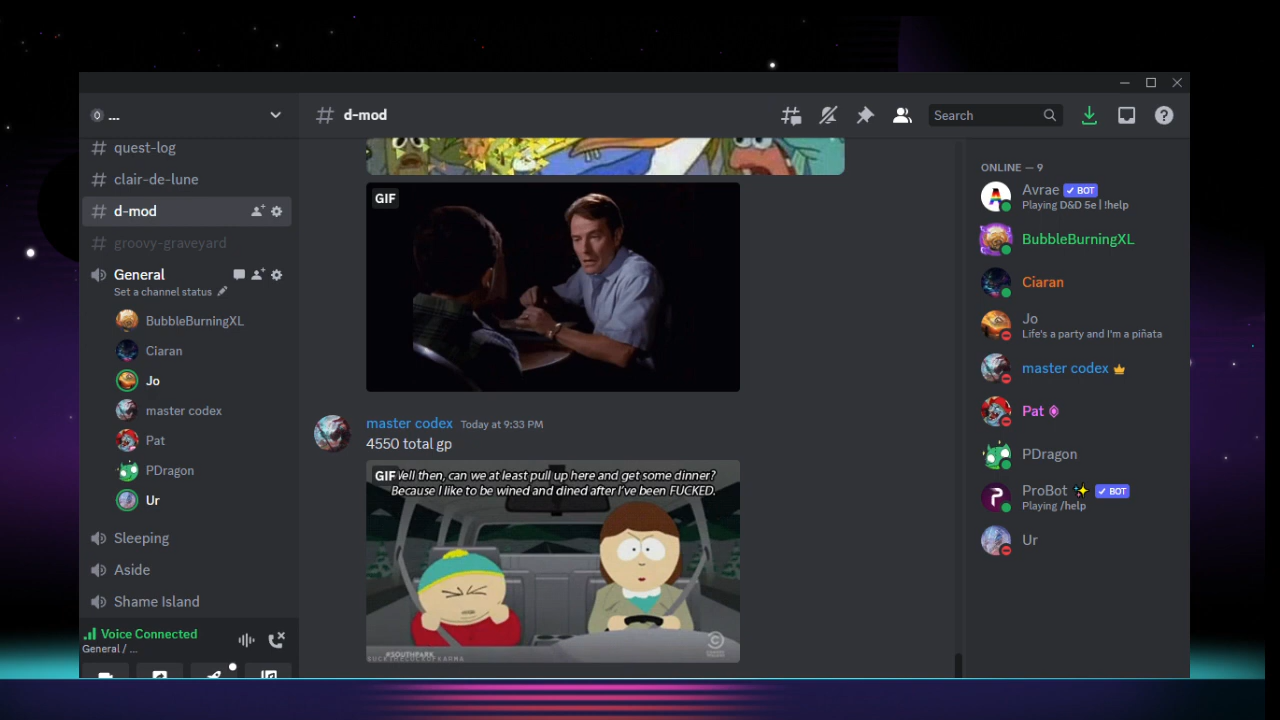 ...
d-mod
Search
quest-log
clair-de-lune
d-mod
groovy-graveyard
General
Set a channel status
BubbleBurningXL
Ciaran
Jo
master codex
Pat
PDragon
Ur
Sleeping
Aside
Shame Island
Voice Connected
General / ...
GIF
master codex Today at 9:33 PM
4550 total gp
GIF Well then, can we at least pull up here and get some dinner?
Because I like to be wined and dined after I've been FUCKED.
#SOUTHPARK
ONLINE — 9
Avrae BOT
Playing D&D 5e | !help
BubbleBurningXL
Ciaran
Jo
Life's a party and I'm a piñata
master codex
Pat
PDragon
ProBot BOT
Playing /help
Ur